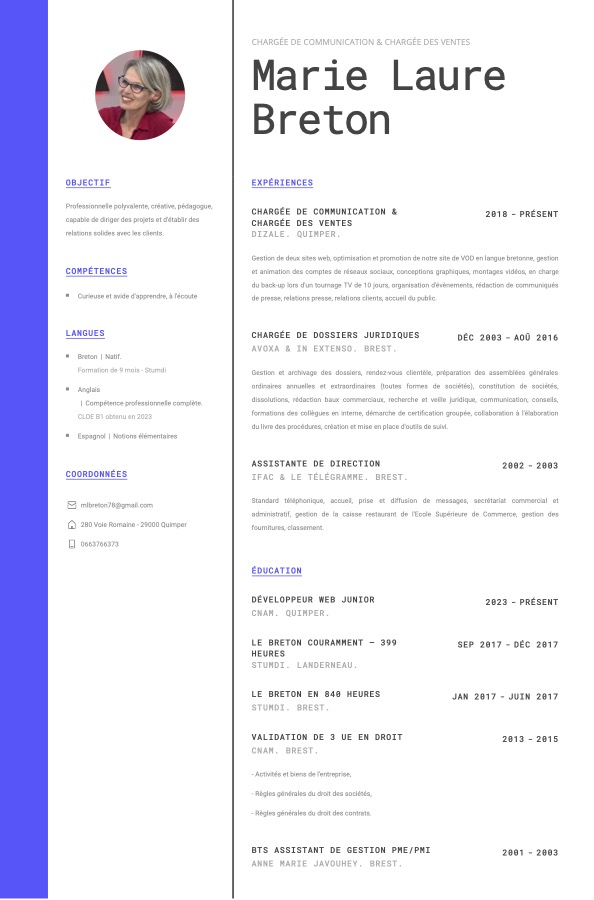 CHARGÉE DE COMMUNICATION & CHARGÉE DES VENTES
Marie Laure
Breton
OBJECTIF
Professionnelle polyvalente, créative, pédagogue,
capable de diriger des projets et d'établir des
relations solides avec les clients.
COMPÉTENCES
Curieuse et avide d'apprendre, à l'écoute
LANGUES
Breton | Natif.
Formation de 9 mois - Stumdi
Anglais
| Compétence professionnelle complète.
CLOE B1 obtenu en 2023
Espagnol | Notions élémentaires
COORDONNÉES
mlbreton78@gmail.com
280 Voie Romaine - 29000 Quimper
0663766373
EXPÉRIENCES
CHARGÉE DE COMMUNICATION &
CHARGÉE DES VENTES
2018 – PRÉSENT
DIZALE. QUIMPER.
Gestion de deux sites web, optimisation et promotion de notre site de VOD en langue bretonne, gestion
et animation des comptes de réseaux sociaux, conceptions graphiques, montages vidéos, en charge
du back-up lors d'un tournage TV de 10 jours, organisation d'évènements, rédaction de communiqués
de presse, relations presse, relations clients, accueil du public.
CHARGÉE DE DOSSIERS JURIDIQUES
DÉC 2003 – AOÛ 2016
AVOXA & IN EXTENSO. BREST.
Gestion et archivage des dossiers, rendez-vous clientèle, préparation des assemblées générales
ordinaires annuelles et extraordinaires (toutes formes de sociétés), constitution de sociétés,
dissolutions, rédaction baux commerciaux, recherche et veille juridique, communication, conseils,
formations des collègues en interne, démarche de certification groupée, collaboration à l'élaboration
du livre des procédures, création et mise en place d'outils de suivi.
ASSISTANTE DE DIRECTION
2002 – 2003
IFAC & LE TÉLÉGRAMME. BREST.
Standard téléphonique, accueil, prise et diffusion de messages, secrétariat commercial et
administratif, gestion de la caisse restaurant de l'Ecole Supérieure de Commerce, gestion des
fournitures, classement.
ÉDUCATION
DÉVELOPPEUR WEB JUNIOR
2023 – PRÉSENT
CNAM. QUIMPER.
LE BRETON COURAMMENT – 399
HEURES
SEP 2017 – DÉC 2017
STUMDI. LANDERNEAU.
LE BRETON EN 840 HEURES
JAN 2017 – JUIN 2017
STUMDI. BREST.
VALIDATION DE 3 UE EN DROIT
2013 – 2015
CNAM. BREST.
- Activités et biens de l'entreprise,
- Règles générales du droit des sociétés,
- Règles générales du droit des contrats.
BTS ASSISTANT DE GESTION PME/PMI
2001 – 2003
ANNE MARIE JAVOUHEY. BREST.